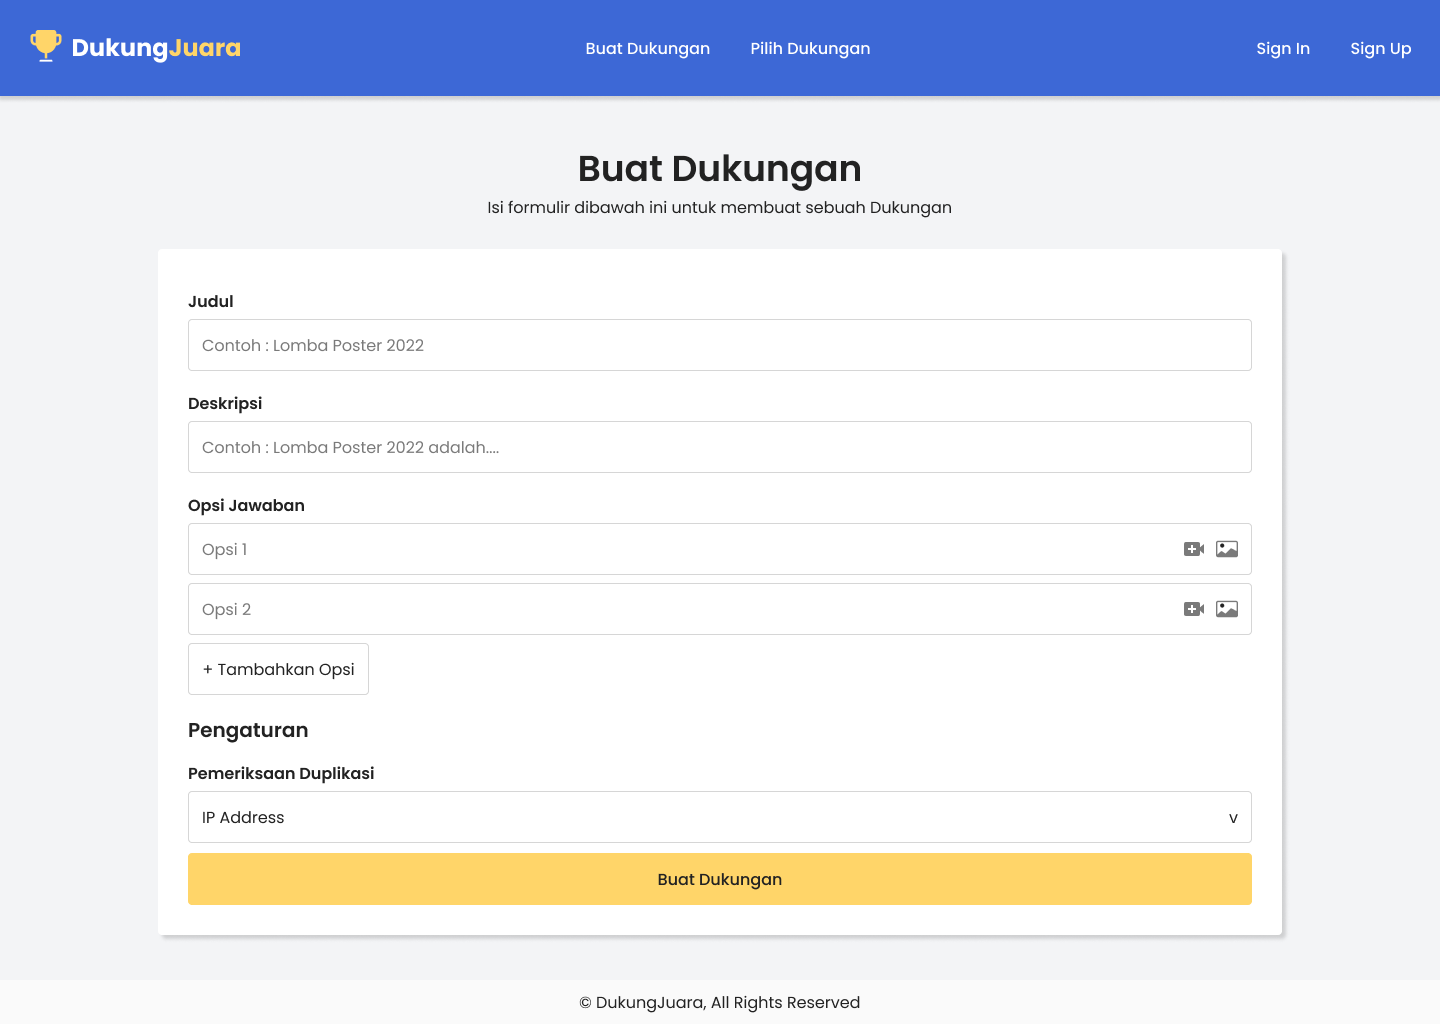 DukungJuara
Buat Dukungan
Pilih Dukungan
Sign In
Sign Up
Buat Dukungan
Isi formulir dibawah ini untuk membuat sebuah Dukungan
Judul
Contoh : Lomba Poster 2022
Deskripsi
Contoh : Lomba Poster 2022 adalah....
Opsi Jawaban
Opsi 1
Opsi 2
+ Tambahkan Opsi
Pengaturan
Pemeriksaan Duplikasi
IP Address v
Buat Dukungan
© DukungJuara, All Rights Reserved